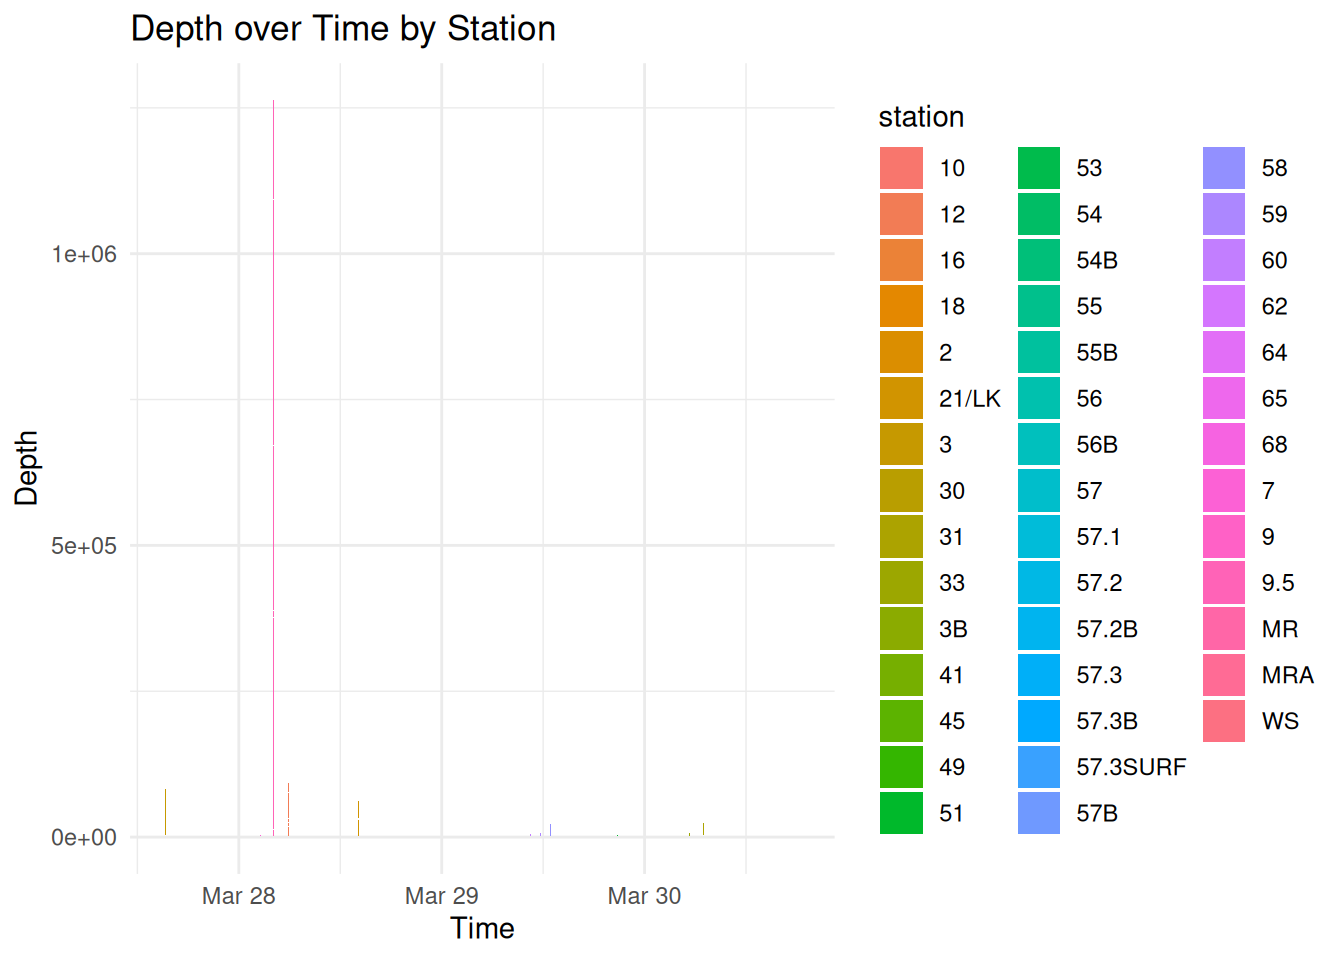 Depth over Time by Station
Depth
1e+06
5e+05
0e+00
Mar 28 Mar 29 Mar 30
Time
station
10 53 58
12 54 59
16 54B 60
18 55 62
2 55B 64
21/LK 56 65
3 56B 68
30 57 7
31 57.1 9
33 57.2 9.5
3B 57.2B MR
41 57.3 MRA
45 57.3B WS
49 57.3SURF
51 57B